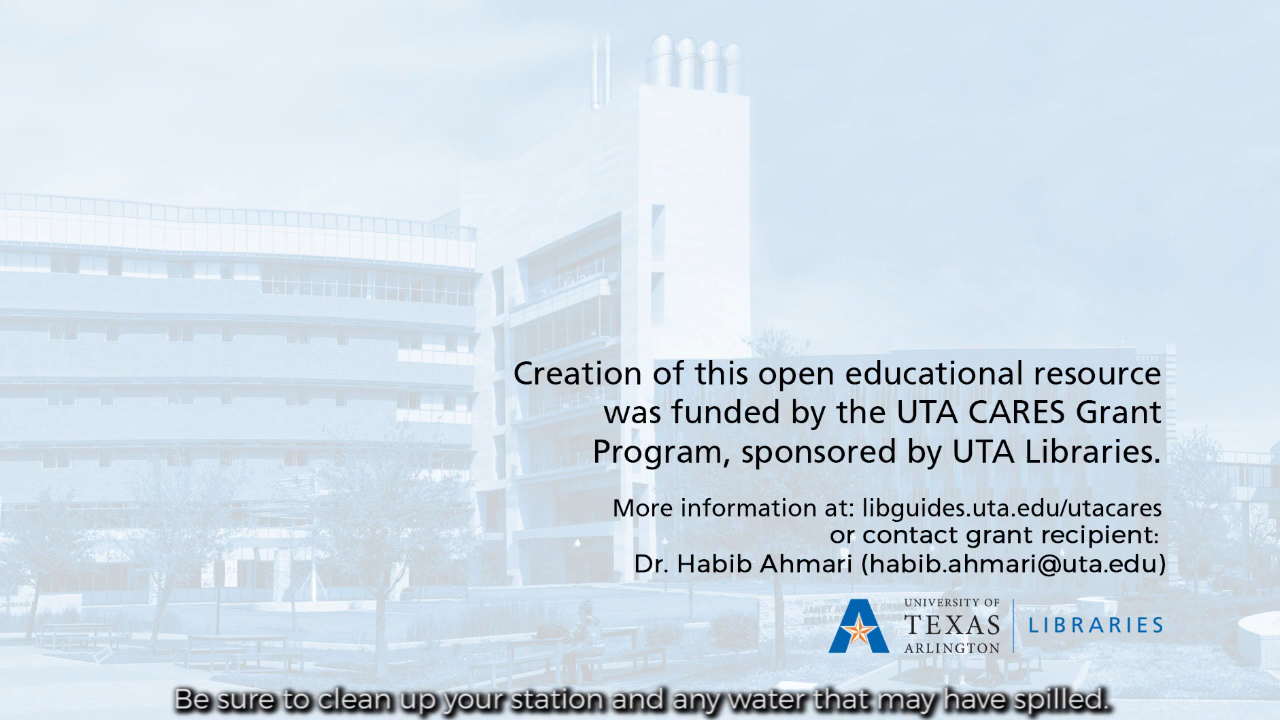 Creation of this open educational resource
was funded by the UTA CARES Grant
Program, sponsored by UTA Libraries.
More information at: libguides.uta.edu/utacares
or contact grant recipient:
Dr. Habib Ahmari (habib.ahmari@uta.edu)
UNIVERSITY OF
TEXAS
ARLINGTON
LIBRARIES
Be sure to clean up your station and any water that may have spilled.